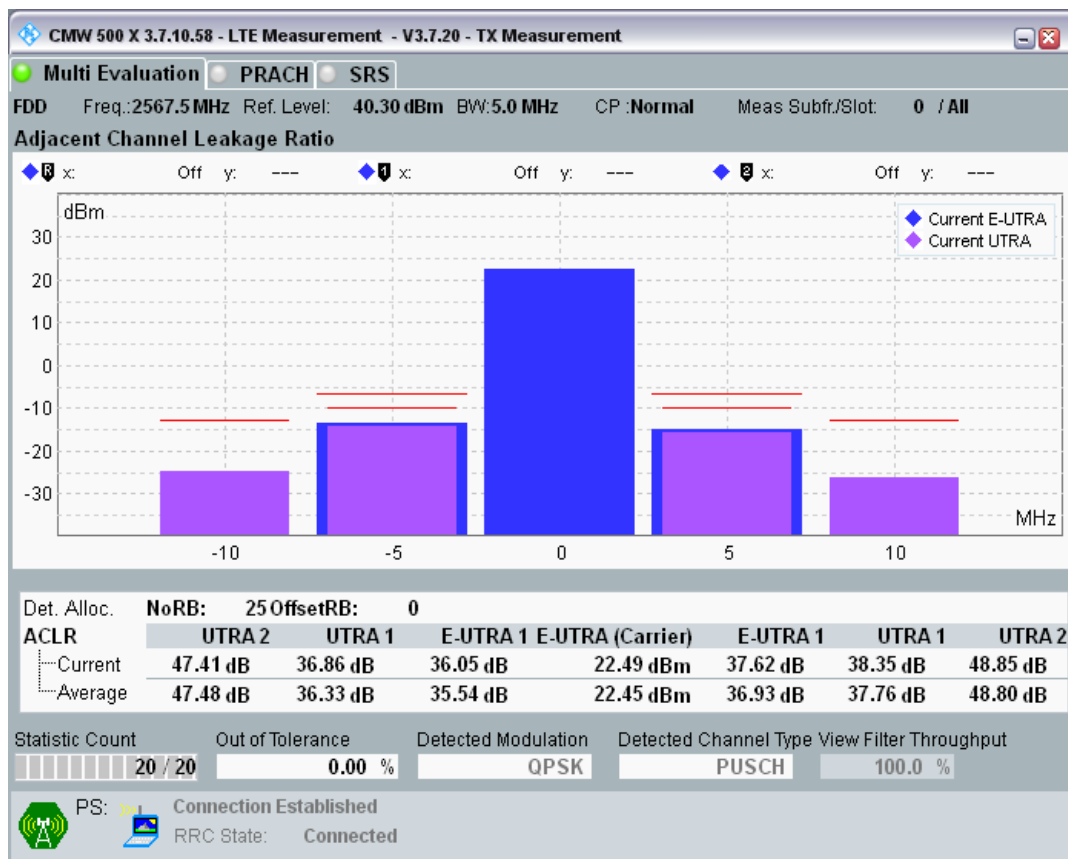 CMW 500 X 3.7.10.58 - LTE Measurement - V3.7.20 - TX Measurement
Multi Evaluation PRACH SRS
FDD Freq.:2567.5 MHz Ref. Level: 40.30 dBm BW:5.0 MHz CP :Normal Meas Subfr./Slot: 0 / All
Adjacent Channel Leakage Ratio
R x: Off y: --- 1 x: Off y: --- 2 x: Off y: ---
dBm
Current E-UTRA
Current UTRA
30
20
10
0
-10
-20
-30
MHz
-10 -5 0 5 10
Det. Alloc. NoRB: 25 OffsetRB: 0
ACLR UTRA 2 UTRA 1 E-UTRA 1 E-UTRA (Carrier) E-UTRA 1 UTRA 1 UTRA 2
Current 47.41 dB 36.86 dB 36.05 dB 22.49 dBm 37.62 dB 38.35 dB 48.85 dB
Average 47.48 dB 36.33 dB 35.54 dB 22.45 dBm 36.93 dB 37.76 dB 48.80 dB
Statistic Count Out of Tolerance Detected Modulation Detected Channel Type View Filter Throughput
20 / 20 0.00 % QPSK PUSCH 100.0 %
PS: Connection Established
RRC State: Connected